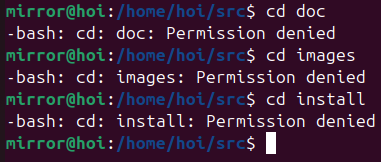 mirror@hoi:/home/hoi/src$ cd doc
-bash: cd: doc: Permission denied
mirror@hoi:/home/hoi/src$ cd images
-bash: cd: images: Permission denied
mirror@hoi:/home/hoi/src$ cd install
-bash: cd: install: Permission denied
mirror@hoi:/home/hoi/src$